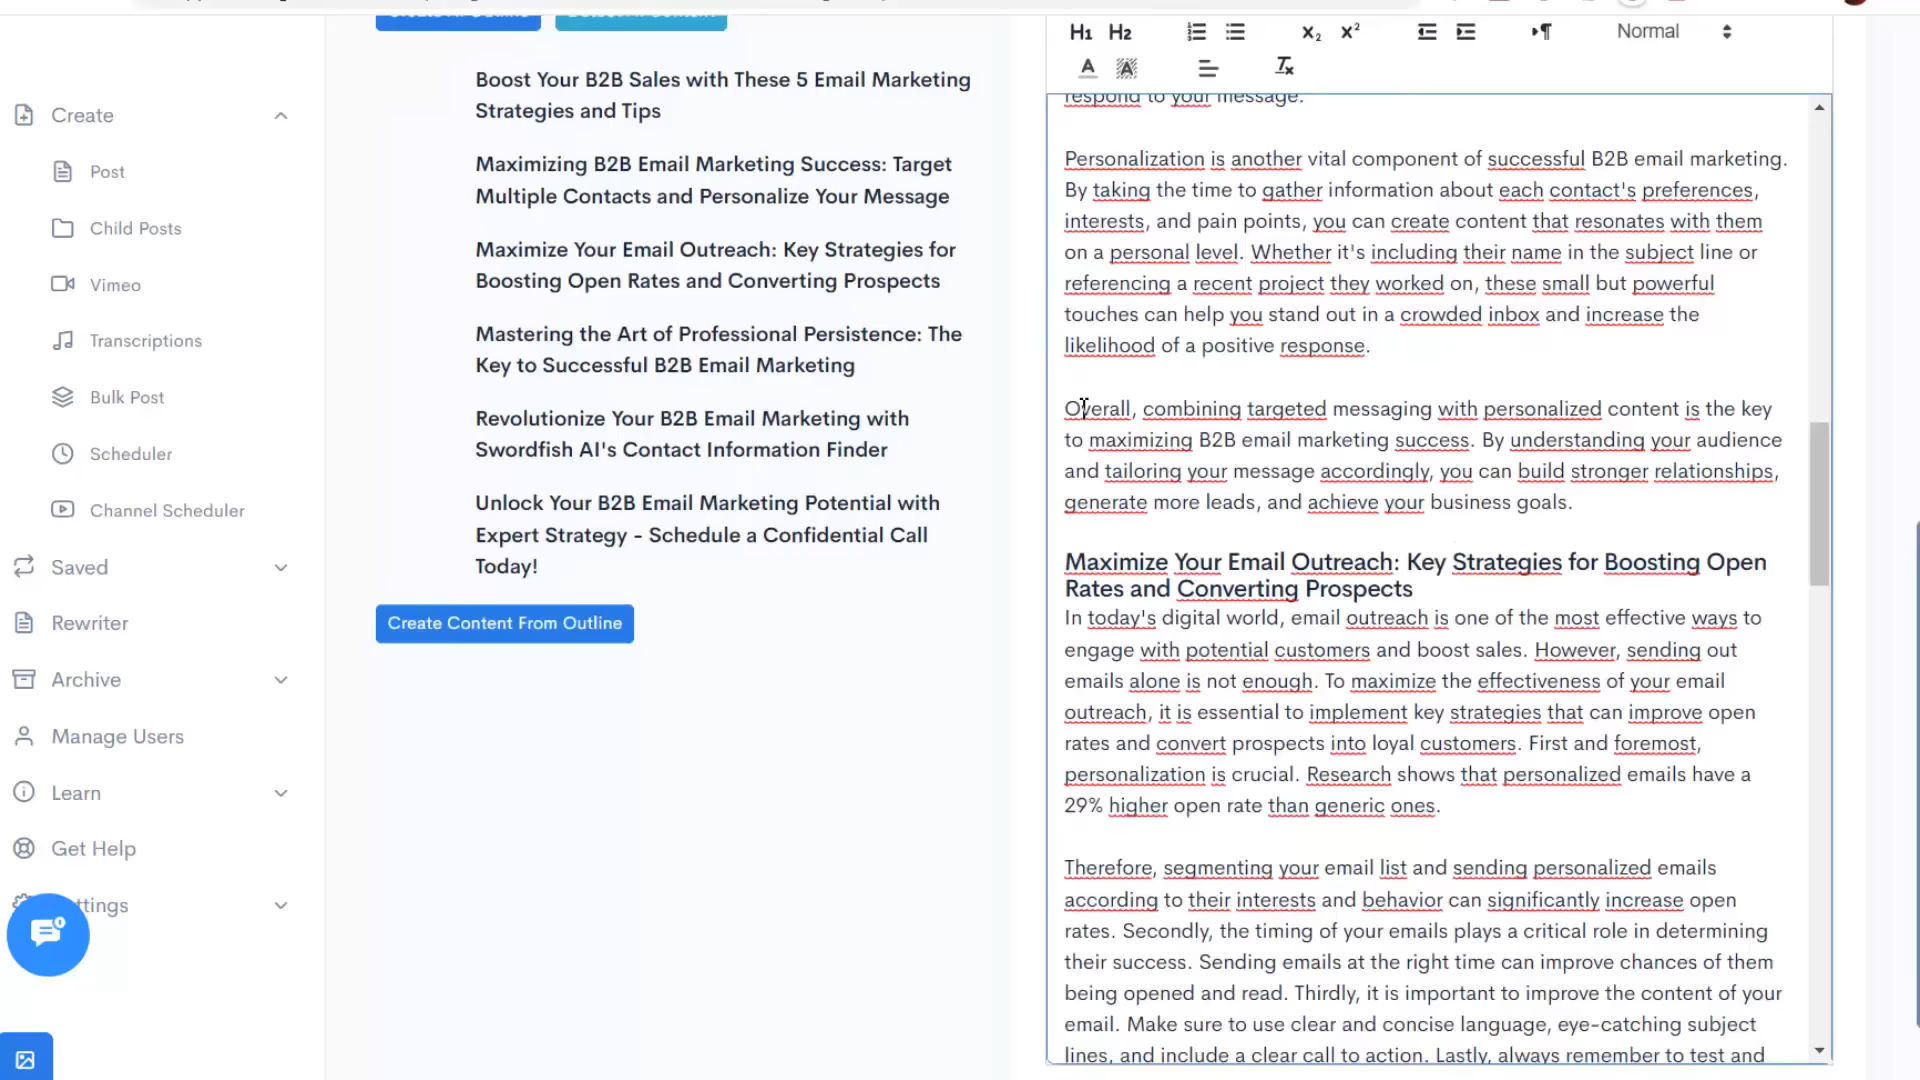 Create
Post
Child Posts
Vimeo
Transcriptions
Bulk Post
Scheduler
Channel Scheduler
Saved
Rewriter
Archive
Manage Users
Learn
Get Help
ttings
Boost Your B2B Sales with These 5 Email Marketing
Strategies and Tips
Maximizing B2B Email Marketing Success: Target
Multiple Contacts and Personalize Your Message
Maximize Your Email Outreach: Key Strategies for
Boosting Open Rates and Converting Prospects
Mastering the Art of Professional Persistence: The
Key to Successful B2B Email Marketing
Revolutionize Your B2B Email Marketing with
Swordfish AI's Contact Information Finder
Unlock Your B2B Email Marketing Potential with
Expert Strategy - Schedule a Confidential Call
Today!
Create Content From Outline
H1 H2 Normal
respond to your message.
Personalization is another vital component of successful B2B email marketing.
By taking the time to gather information about each contact's preferences,
interests, and pain points, you can create content that resonates with them
on a personal level. Whether it's including their name in the subject line or
referencing a recent project they worked on, these small but powerful
touches can help you stand out in a crowded inbox and increase the
likelihood of a positive response.
Overall, combining targeted messaging with personalized content is the key
to maximizing B2B email marketing success. By understanding your audience
and tailoring your message accordingly, you can build stronger relationships,
generate more leads, and achieve your business goals.
Maximize Your Email Outreach: Key Strategies for Boosting Open
Rates and Converting Prospects
In today's digital world, email outreach is one of the most effective ways to
engage with potential customers and boost sales. However, sending out
emails alone is not enough. To maximize the effectiveness of your email
outreach, it is essential to implement key strategies that can improve open
rates and convert prospects into loyal customers. First and foremost,
personalization is crucial. Research shows that personalized emails have a
29% higher open rate than generic ones.
Therefore, segmenting your email list and sending personalized emails
according to their interests and behavior can significantly increase open
rates. Secondly, the timing of your emails plays a critical role in determining
their success. Sending emails at the right time can improve chances of them
being opened and read. Thirdly, it is important to improve the content of your
email. Make sure to use clear and concise language, eye-catching subject
lines, and include a clear call to action. Lastly, always remember to test and